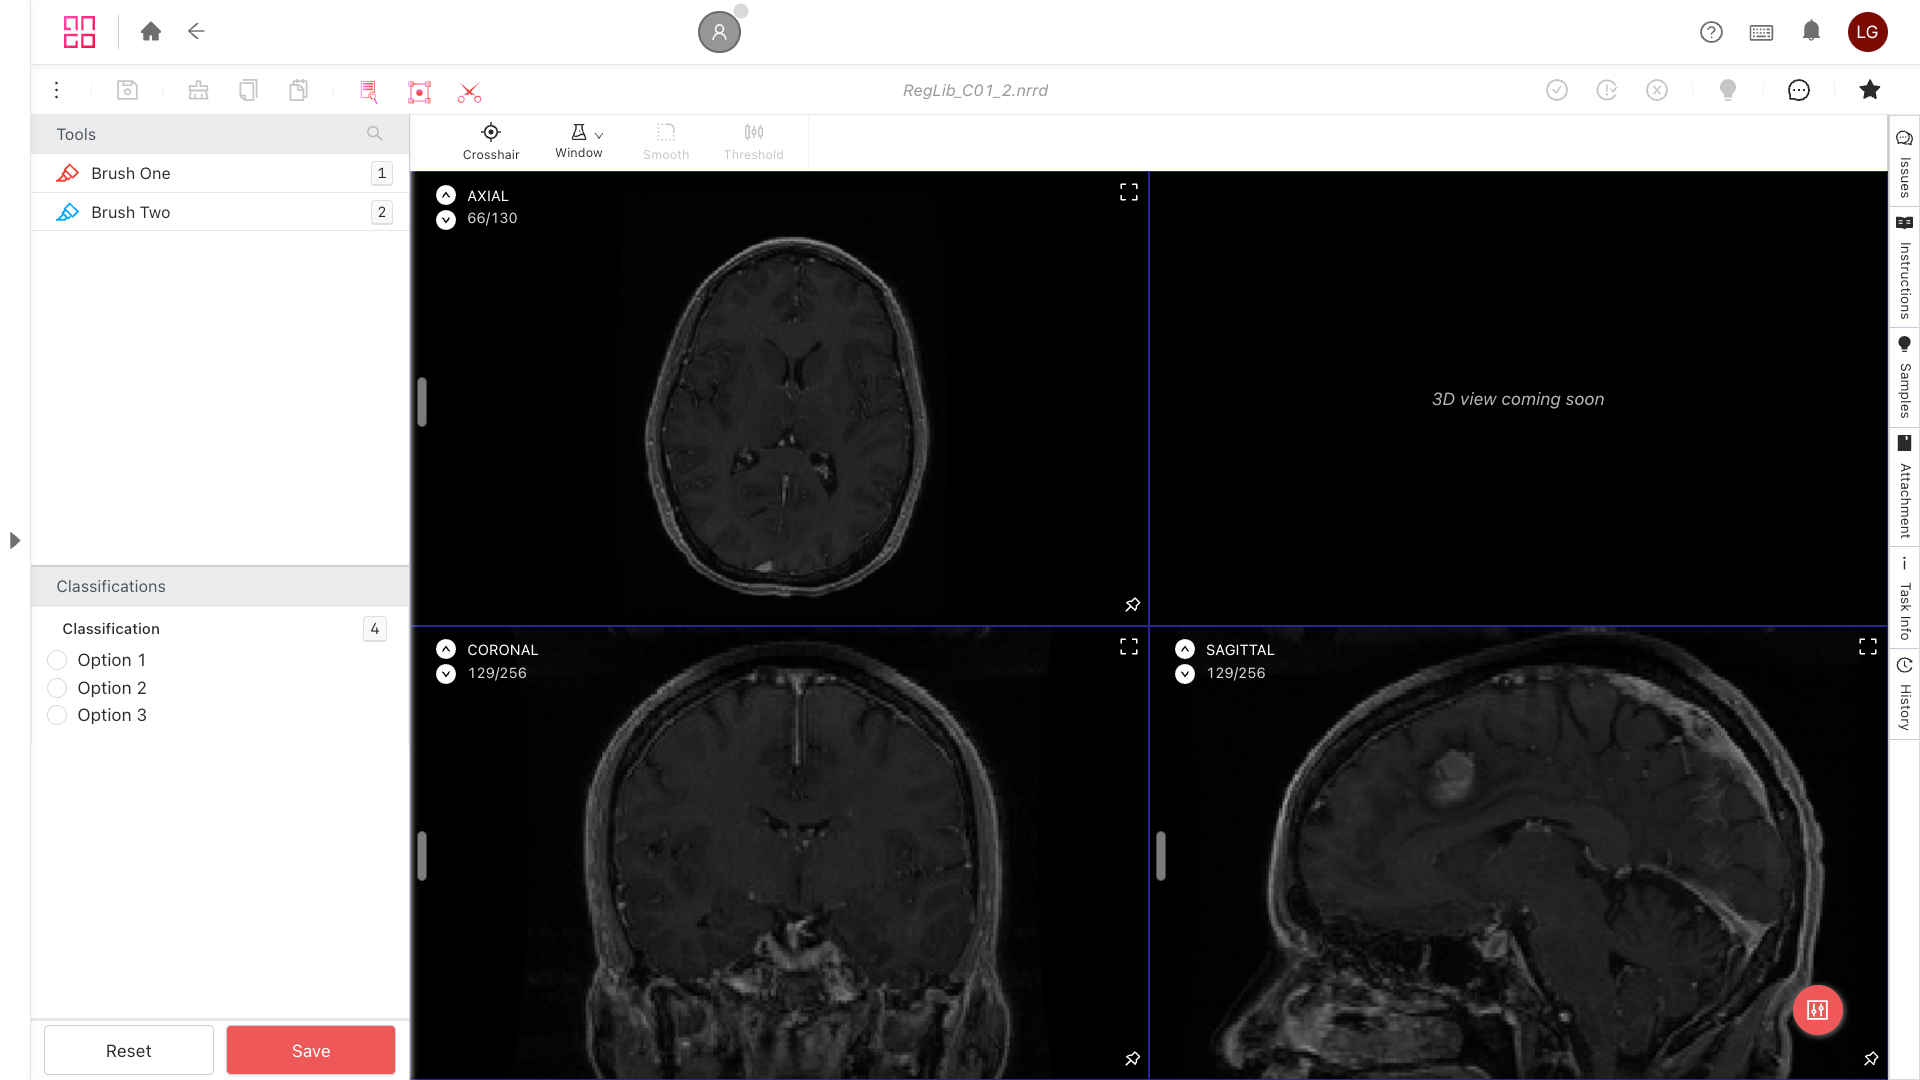 LG
RegLib_C01_2.nrrd
Tools
Brush One 1
Brush Two 2
Crosshair
Window
Smooth
Threshold
AXIAL
66/130
3D view coming soon
Classifications
Classification 4
Option 1
Option 2
Option 3
CORONAL
129/256
SAGITTAL
129/256
Reset
Save
Issues
Instructions
Samples
Attachment
Task Info
History